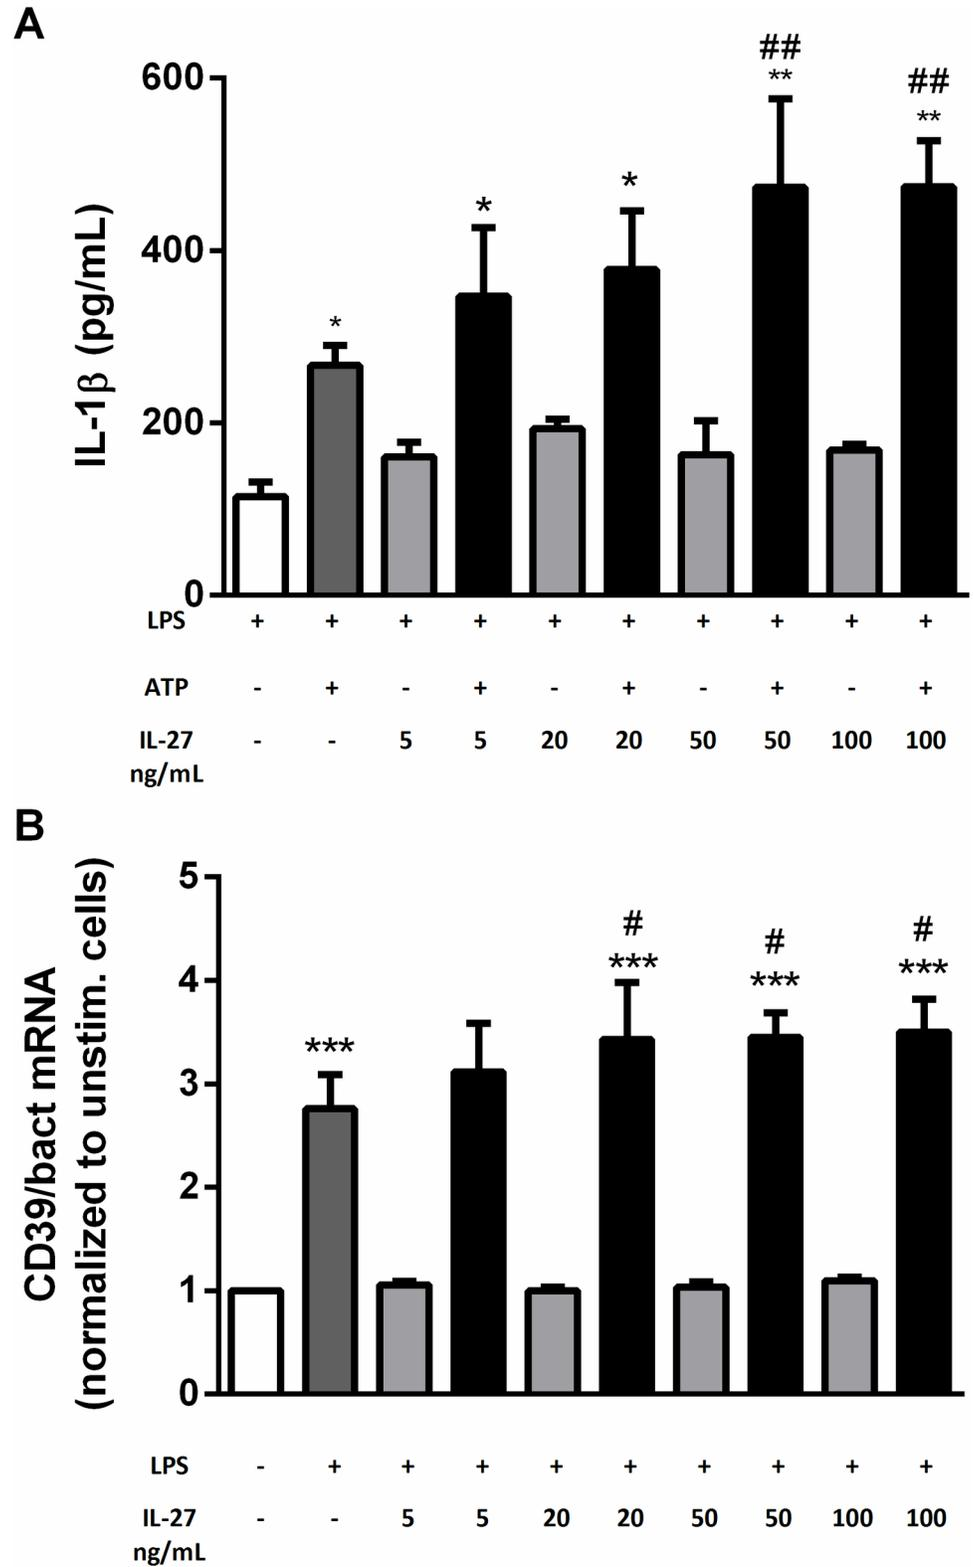 A
##
**
##
**
*
*
*
600
400
200
0
IL-1β (pg/mL)
LPS + + + + + + + + + +
ATP - + - + - + - + - +
IL-27 - - 5 5 20 20 50 50 100 100
ng/mL
B
#
***
#
***
#
***
***
5
4
3
2
1
0
CD39/bact mRNA
(normalized to unstim. cells)
LPS - + + + + + + + + +
IL-27 - - 5 5 20 20 50 50 100 100
ng/mL